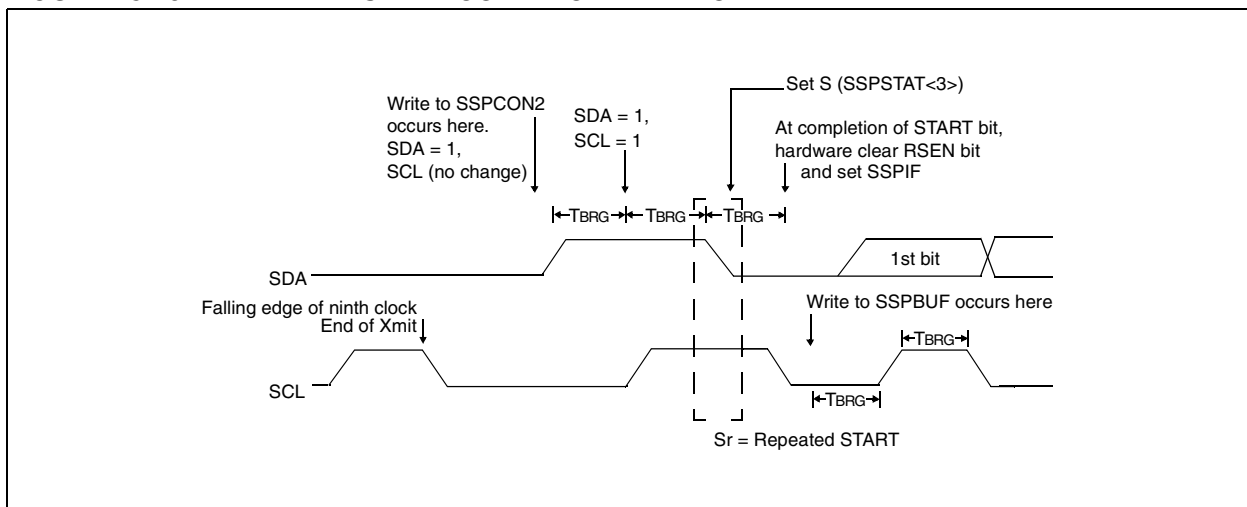 Set S (SSPSTAT<3>)
Write to SSPCON2
occurs here.
SDA = 1,
SCL (no change)
SDA = 1,
SCL = 1
At completion of START bit,
hardware clear RSEN bit
and set SSPIF
TBRG
TBRG
TBRG
SDA
1st bit
Falling edge of ninth clock
End of Xmit
Write to SSPBUF occurs here
TBRG
SCL
TBRG
Sr = Repeated START